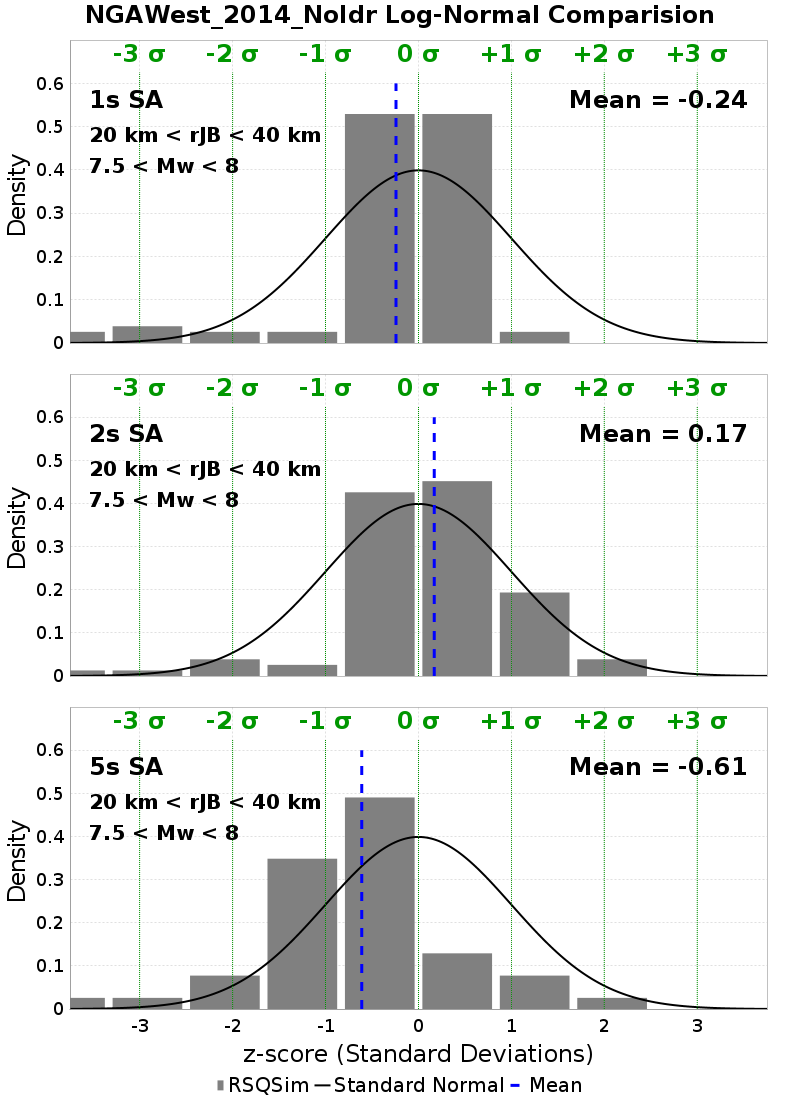 NGAWest_2014_NoIdr Log-Normal Comparision
-3 σ -2 σ -1 σ 0 σ +1 σ +2 σ +3 σ
0.6
1s SA Mean = -0.24
0.5
20 km < rJB < 40 km
7.5 < Mw < 8
0.4
0.3
0.2
0.1
0
Density
-3 σ -2 σ -1 σ 0 σ +1 σ +2 σ +3 σ
0.6
2s SA Mean = 0.17
0.5
20 km < rJB < 40 km
7.5 < Mw < 8
0.4
0.3
0.2
0.1
0
Density
-3 σ -2 σ -1 σ 0 σ +1 σ +2 σ +3 σ
0.6
5s SA Mean = -0.61
0.5
20 km < rJB < 40 km
7.5 < Mw < 8
0.4
0.3
0.2
0.1
0
Density
-3 -2 -1 0 1 2 3
z-score (Standard Deviations)
RSQSim Standard Normal Mean